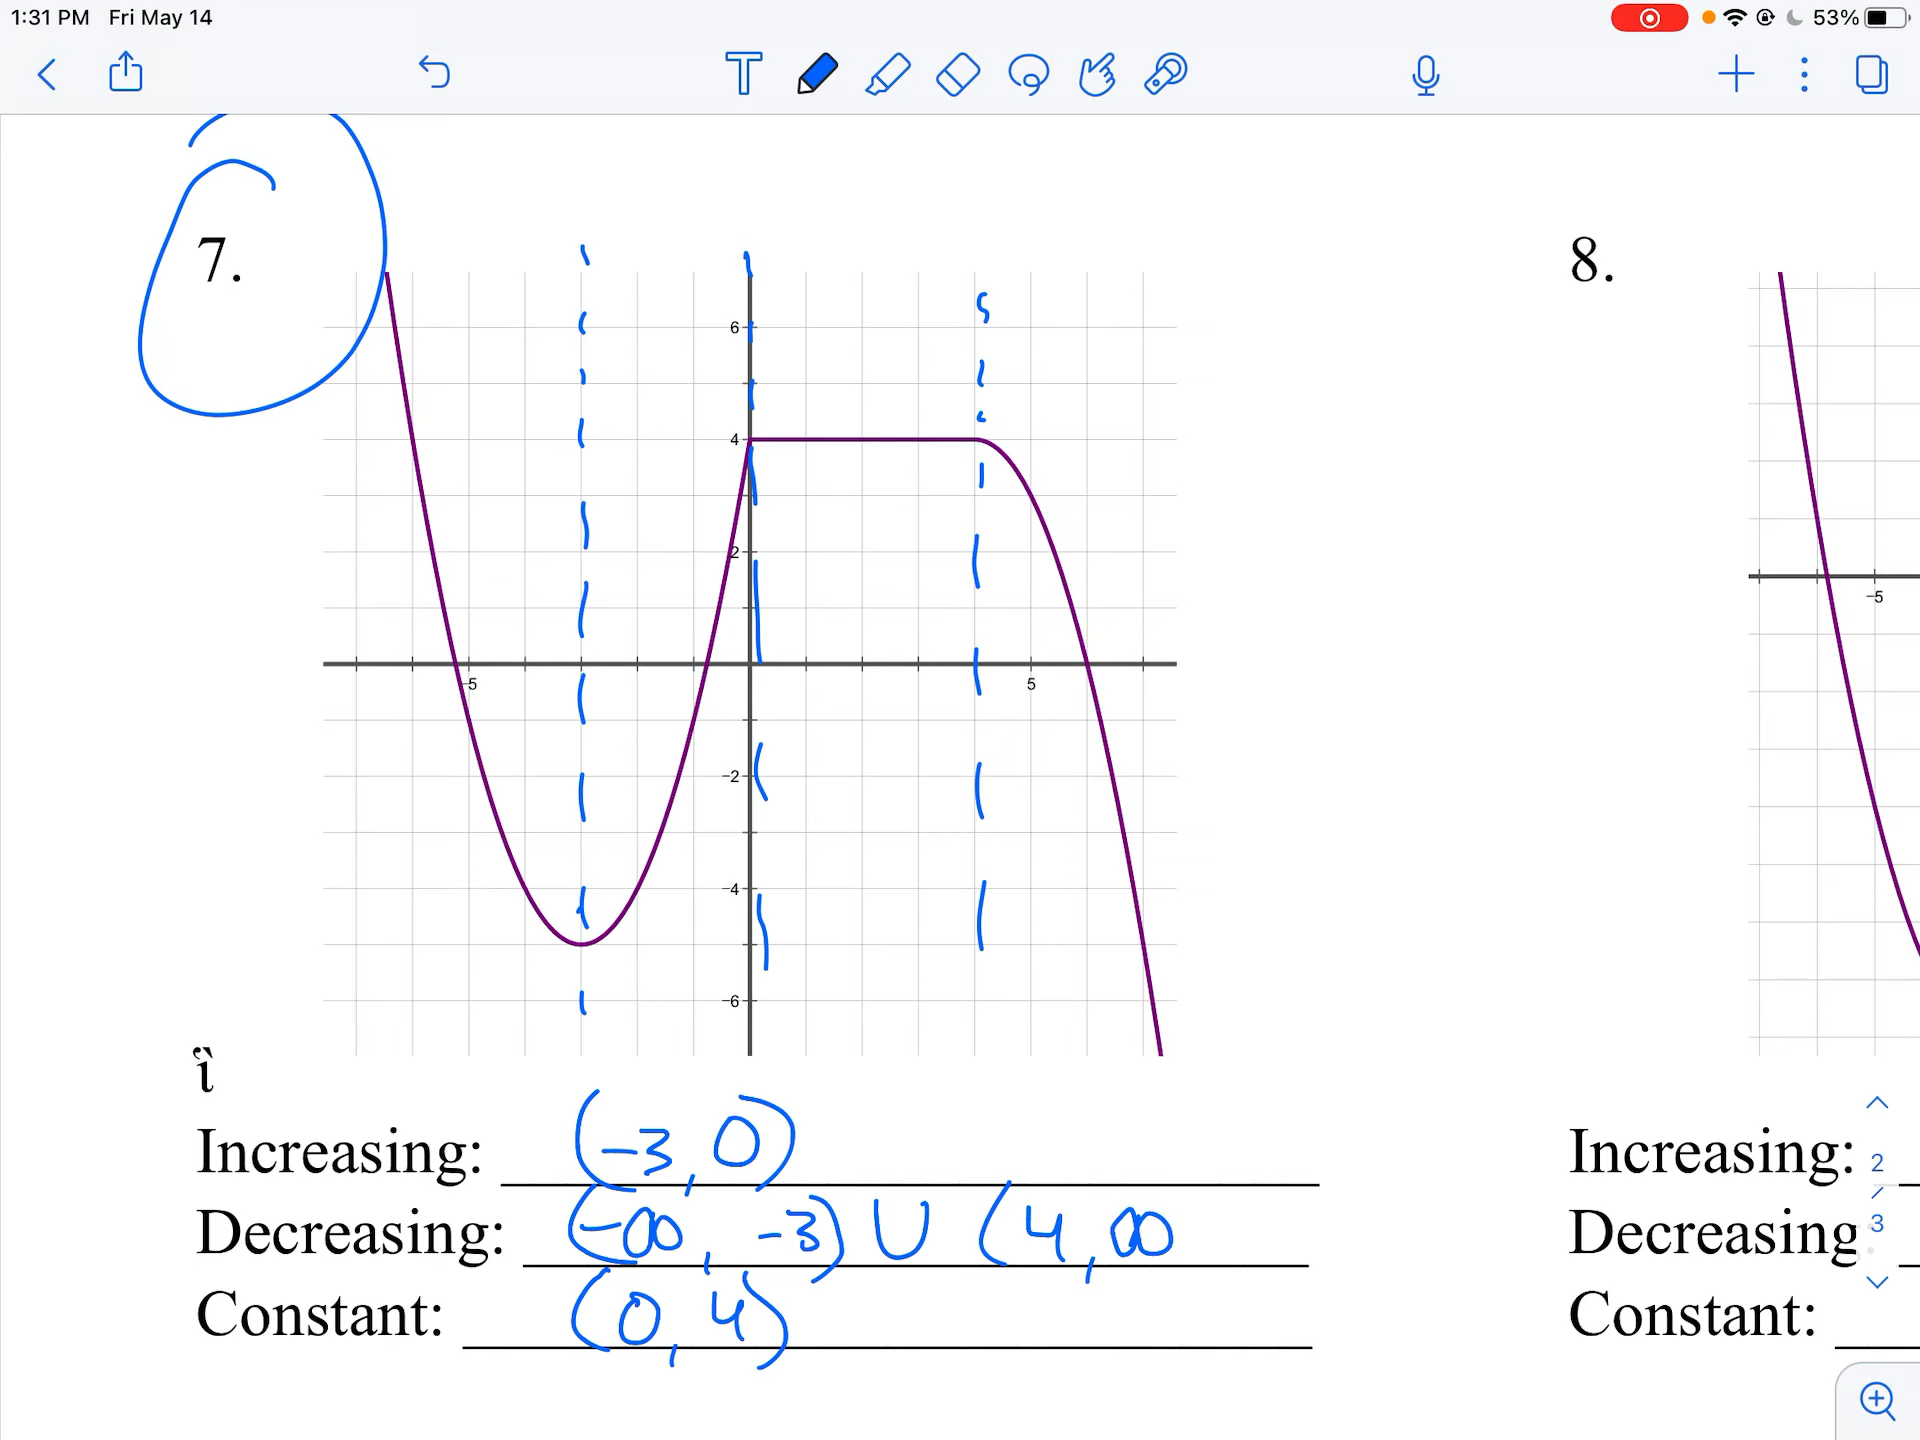 1:31 PM Fri May 14
53%
T
7.
8.
6
4
2
-5
5
-5
-2
-4
-6
ï
Increasing: (-3, 0)
Decreasing: (-∞, -3) U (4, ∞
Constant: (0, 4)
Increasing:
Decreasing:
Constant:
2
/
3